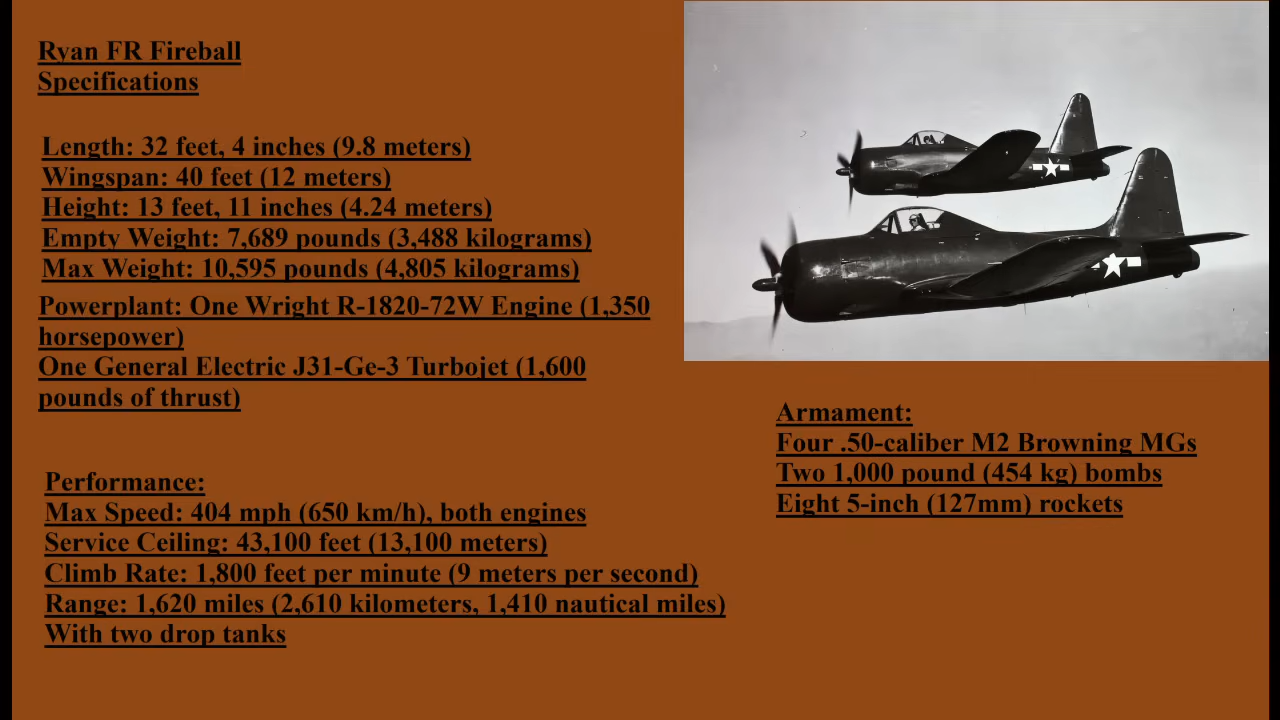 Ryan FR Fireball
Specifications
Length: 32 feet, 4 inches (9.8 meters)
Wingspan: 40 feet (12 meters)
Height: 13 feet, 11 inches (4.24 meters)
Empty Weight: 7,689 pounds (3,488 kilograms)
Max Weight: 10,595 pounds (4,805 kilograms)
Powerplant: One Wright R-1820-72W Engine (1,350
horsepower)
One General Electric J31-Ge-3 Turbojet (1,600
pounds of thrust)
Performance:
Max Speed: 404 mph (650 km/h), both engines
Service Ceiling: 43,100 feet (13,100 meters)
Climb Rate: 1,800 feet per minute (9 meters per second)
Range: 1,620 miles (2,610 kilometers, 1,410 nautical miles)
With two drop tanks
Armament:
Four .50-caliber M2 Browning MGs
Two 1,000 pound (454 kg) bombs
Eight 5-inch (127mm) rockets